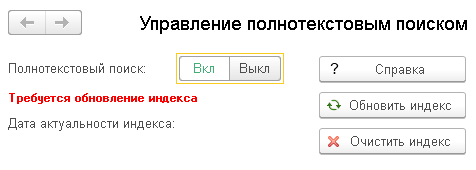 Управление полнотекстовым поиском
Полнотекстовый поиск: Вкл Выкл ? Справка
Требуется обновление индекса Обновить индекс
Дата актуальности индекса: Очистить индекс